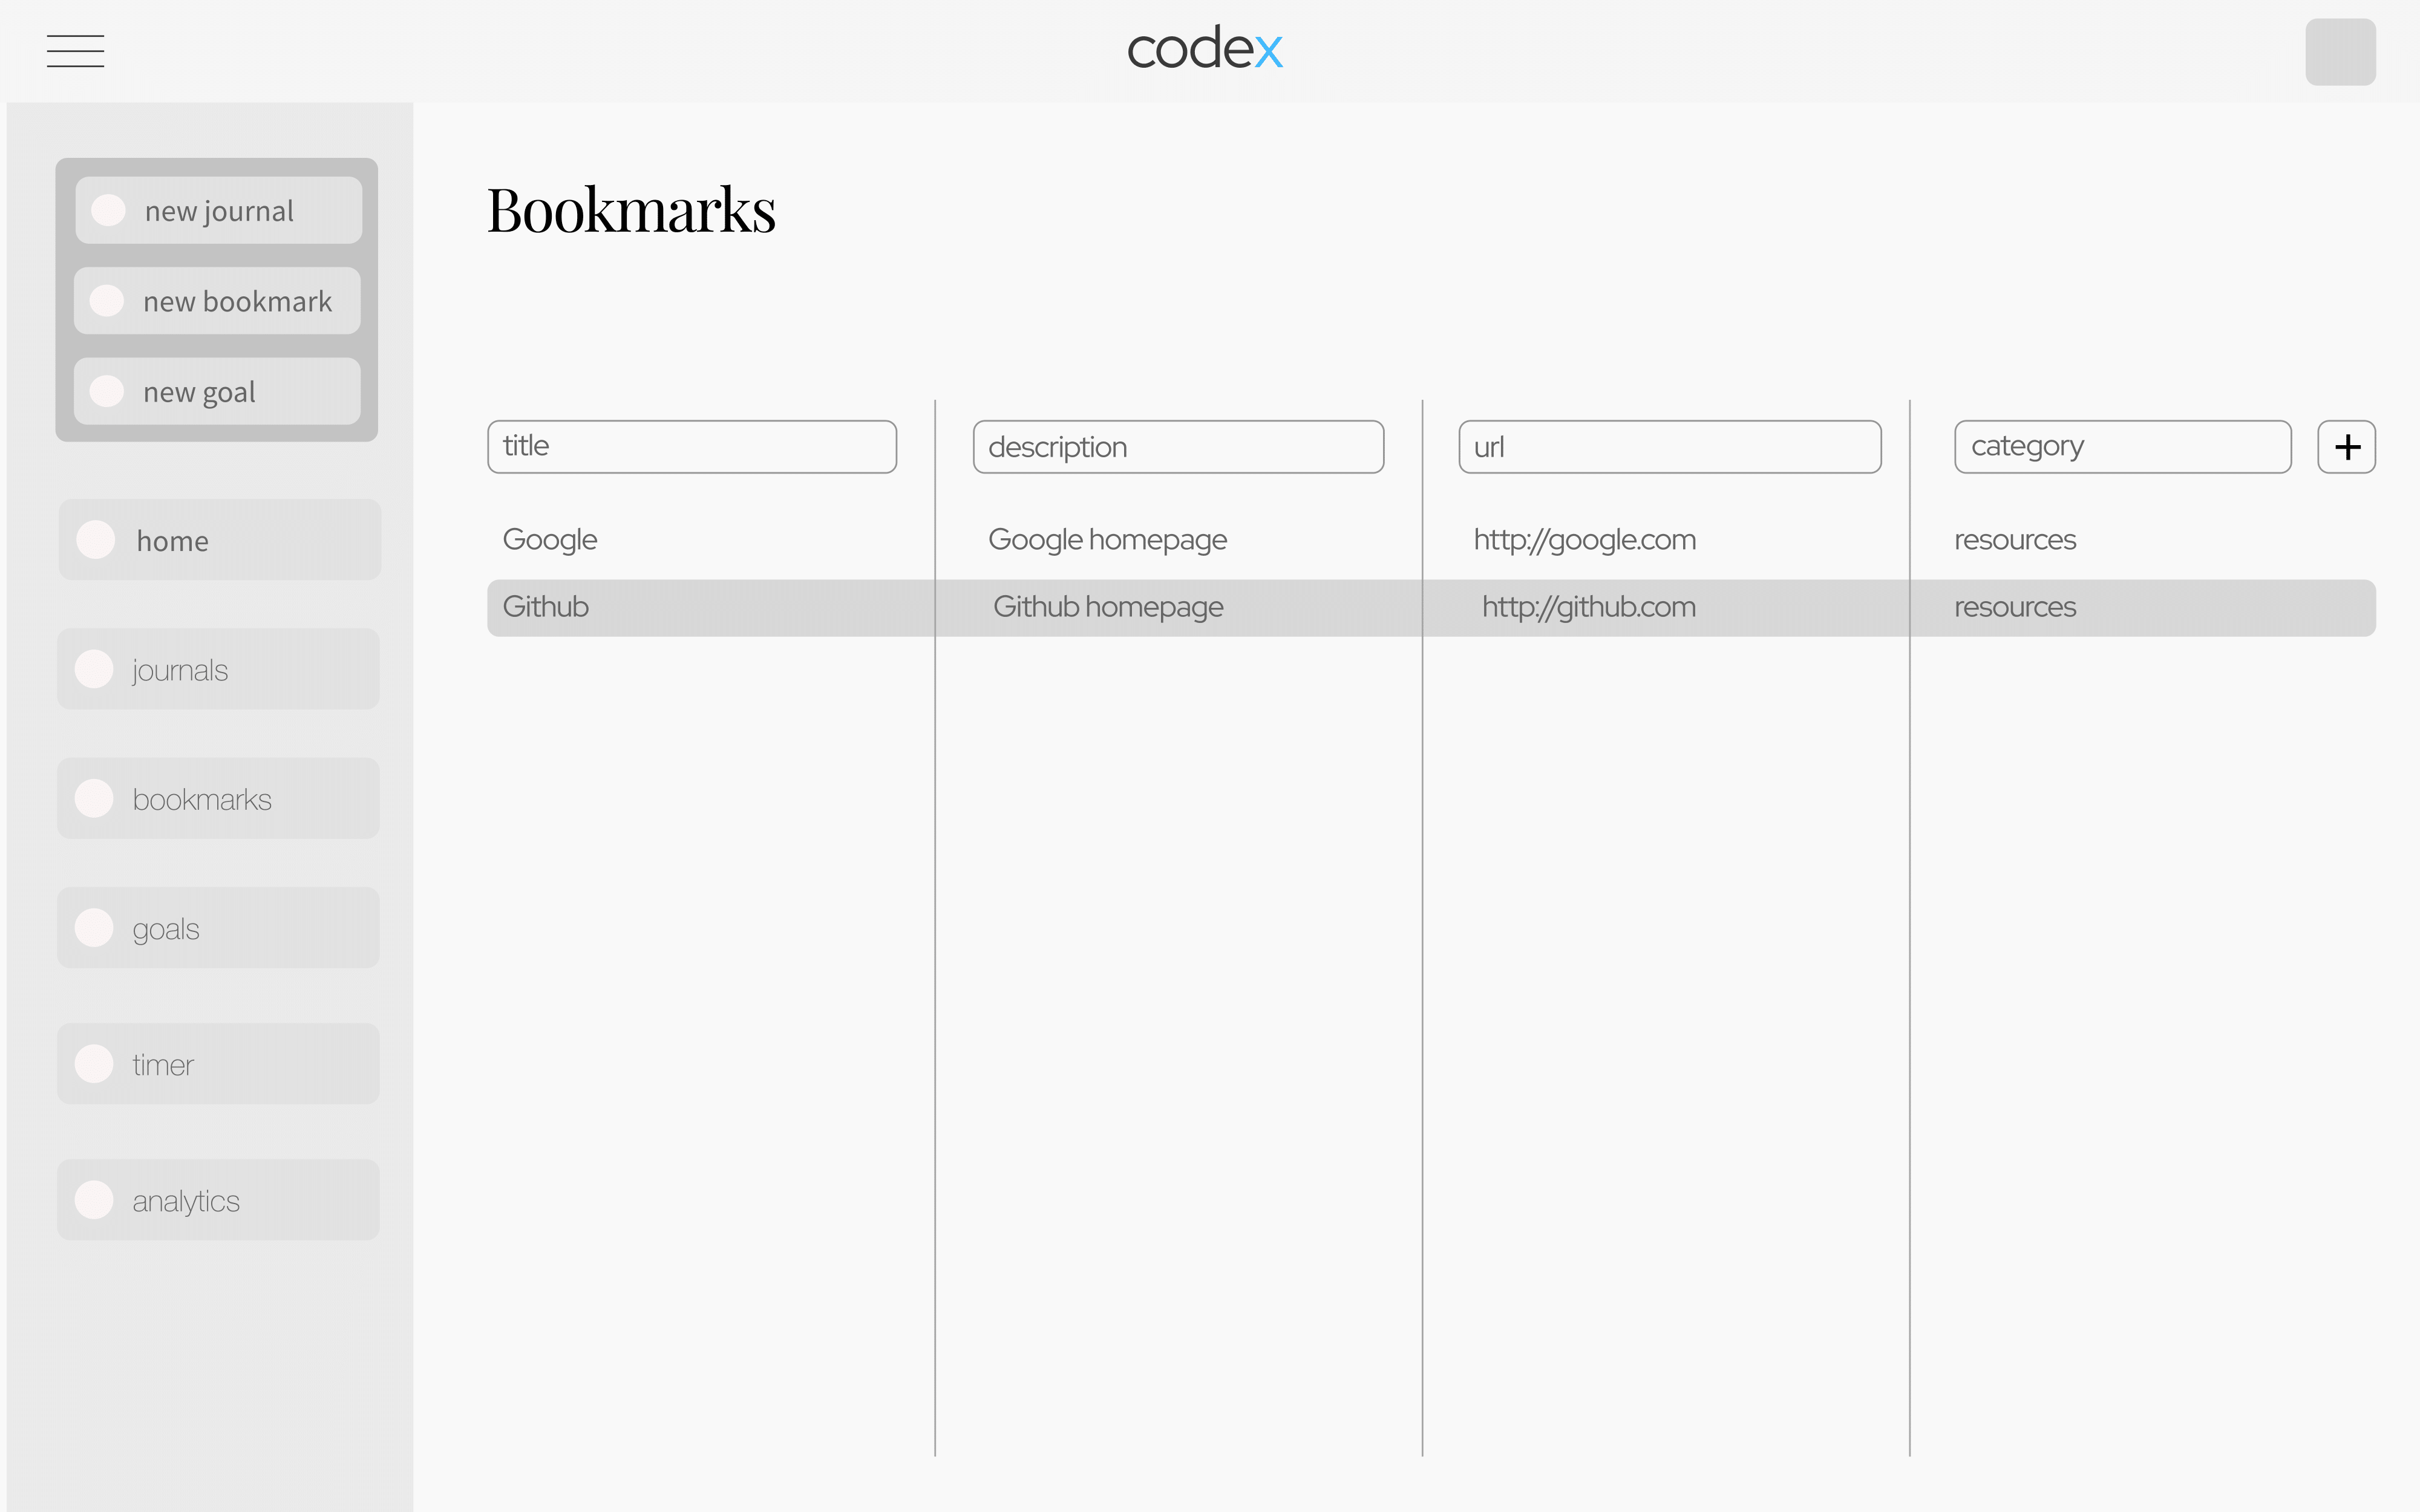 codex
new journal
new bookmark
new goal
home
journals
bookmarks
goals
timer
analytics
Bookmarks
title description url category +
Google Google homepage http://google.com resources
Github Github homepage http://github.com resources